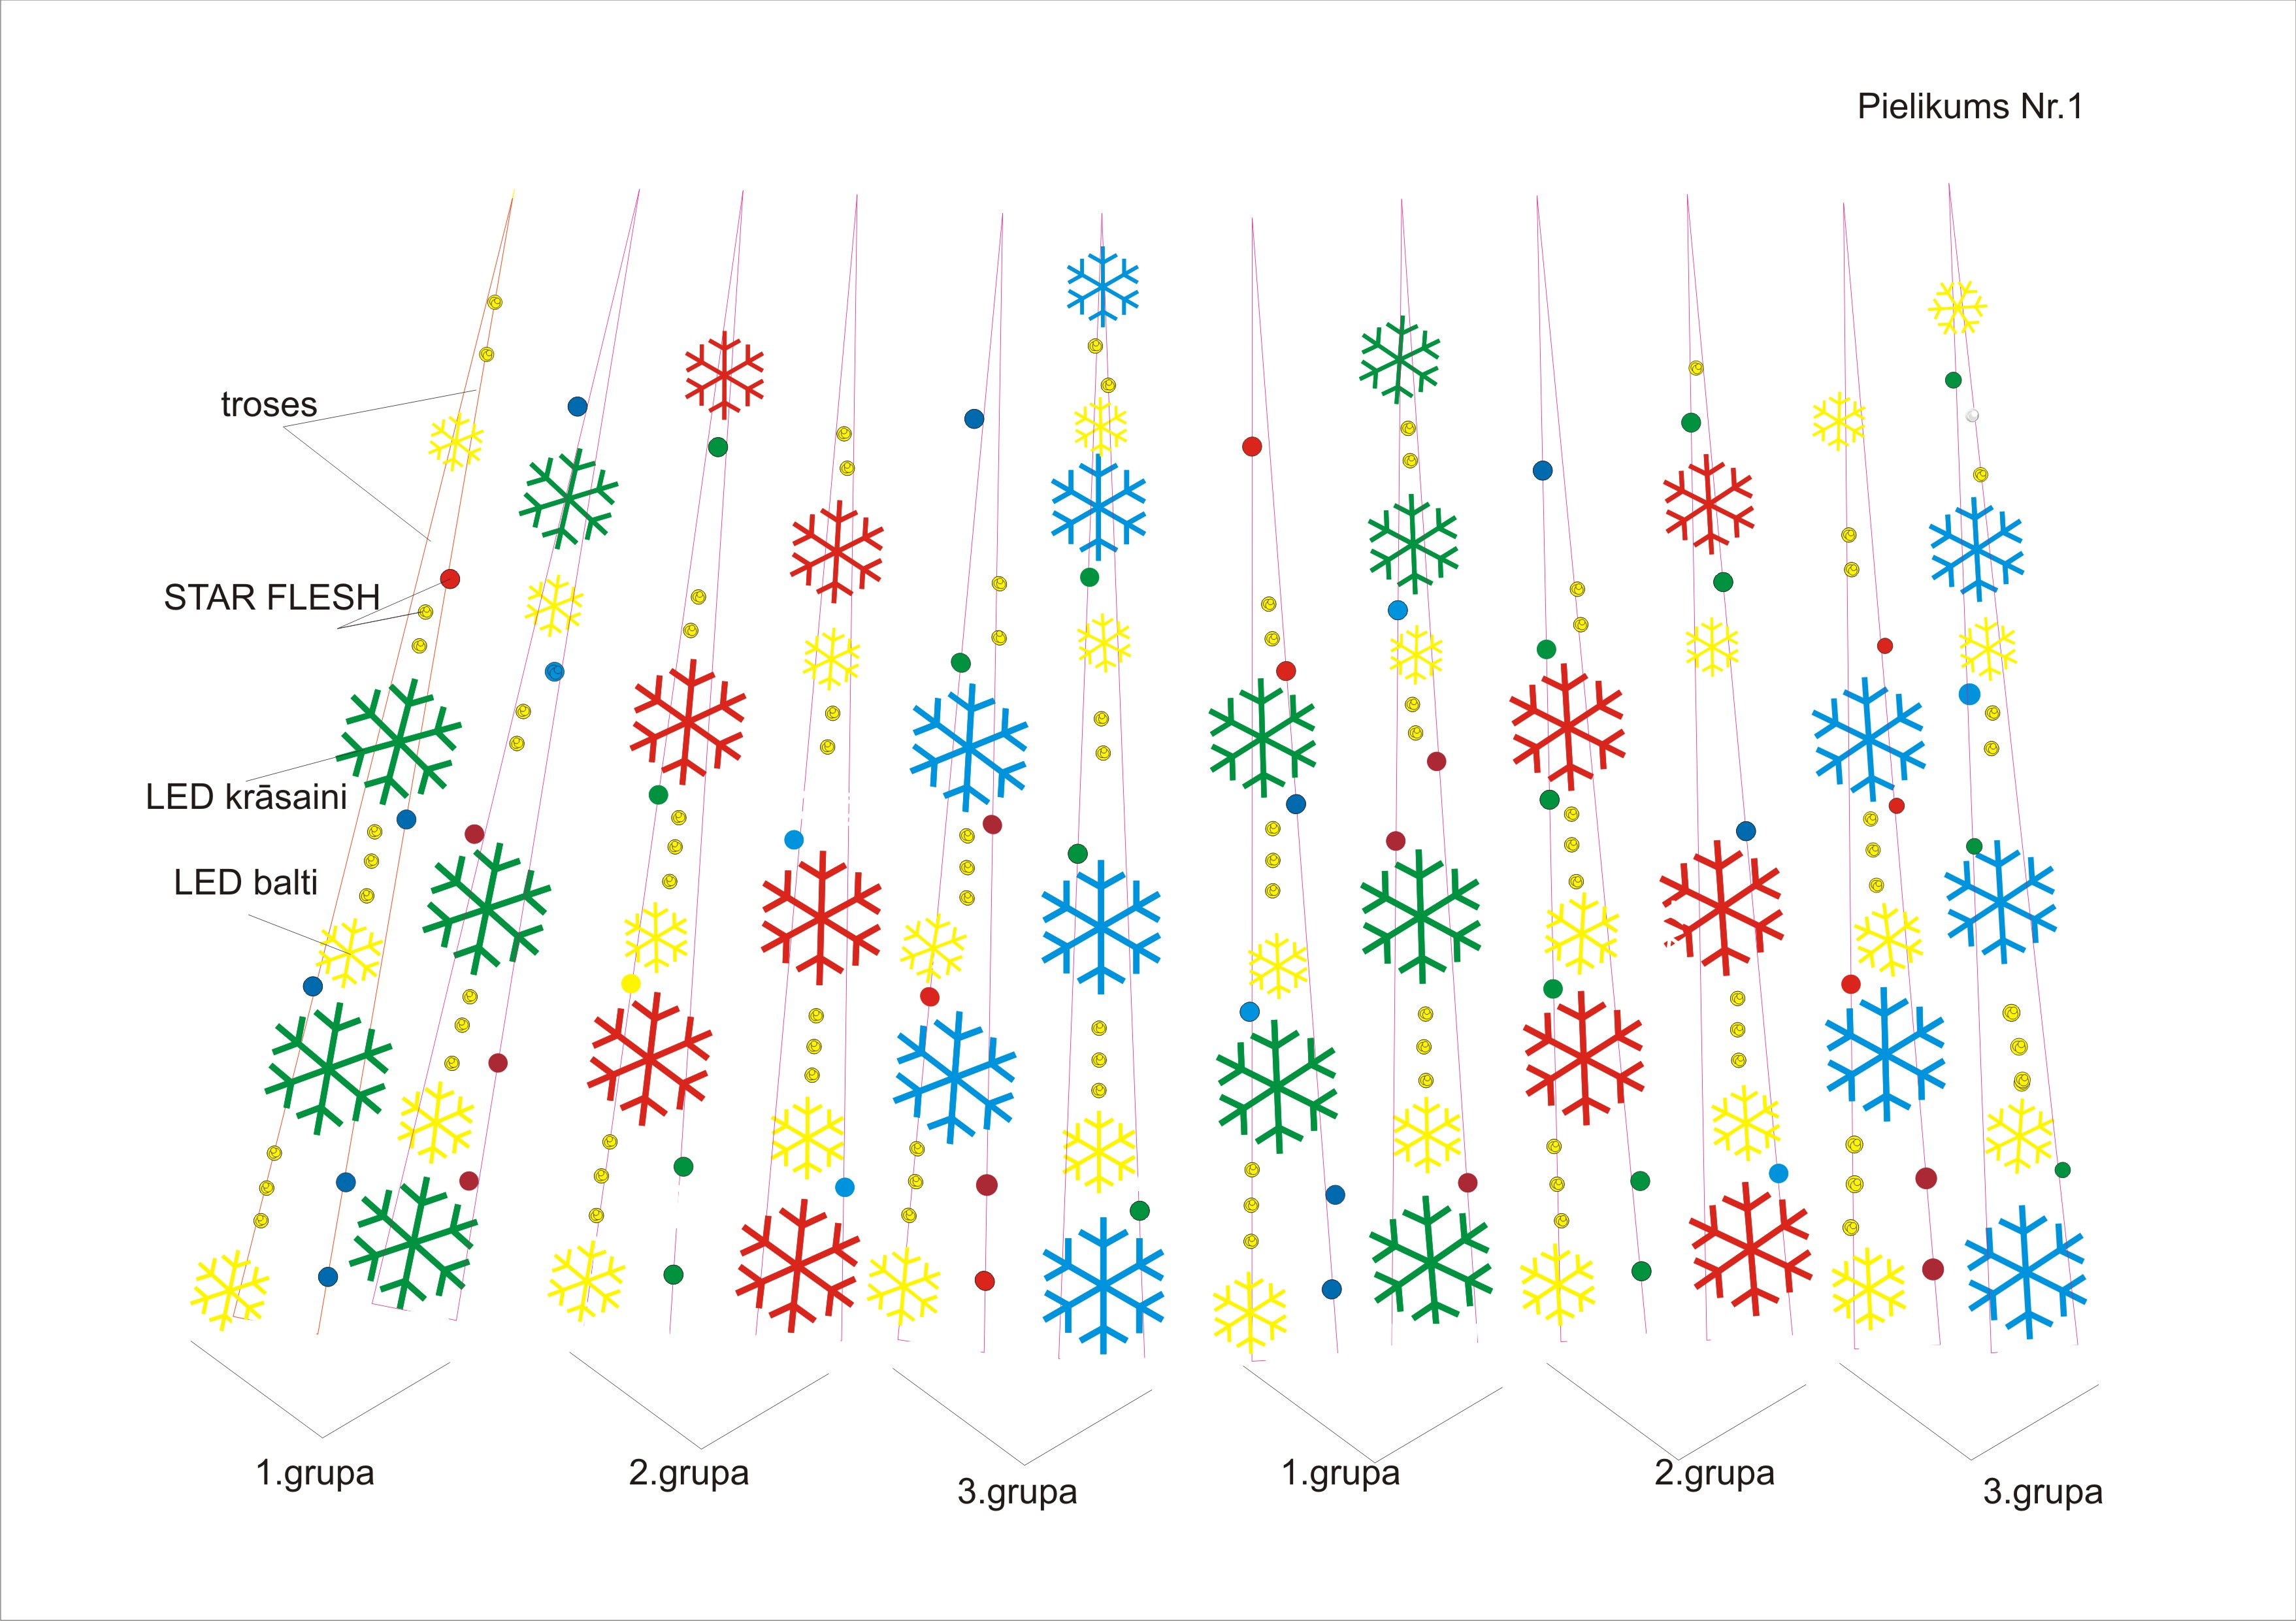 Pielikums Nr.1
troses
STAR FLESH
LED krāsaini
LED balti
1.grupa
2.grupa
3.grupa
1.grupa
2.grupa
3.grupa